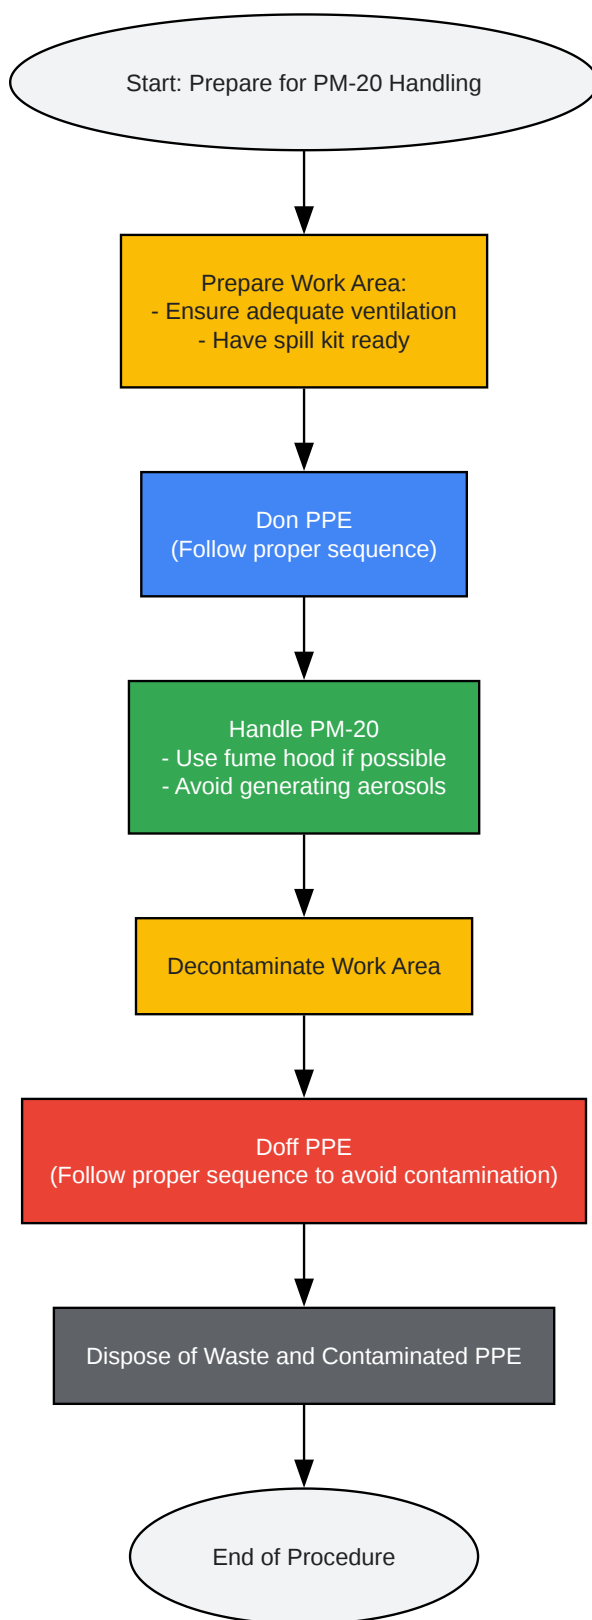 Start: Prepare for PM-20 Handling
Prepare Work Area:
- Ensure adequate ventilation
- Have spill kit ready
Don PPE
(Follow proper sequence)
Handle PM-20
- Use fume hood if possible
- Avoid generating aerosols
Decontaminate Work Area
Doff PPE
(Follow proper sequence to avoid contamination)
Dispose of Waste and Contaminated PPE
End of Procedure